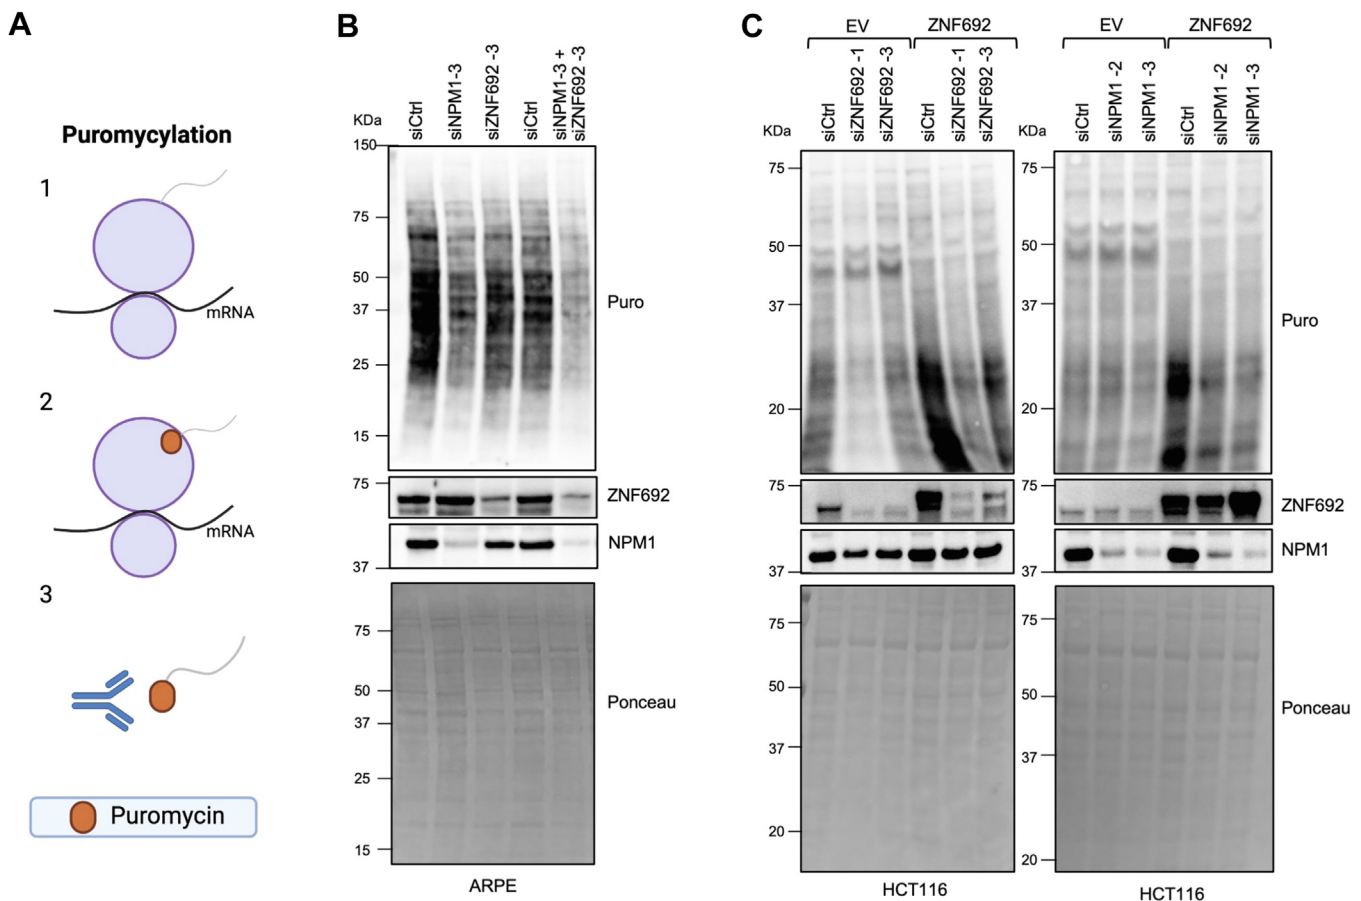 A
Puromycylation
1
mRNA
2
mRNA
3
Puromycin
B
siCtrl
siNPM1-3
siZNF692 -3
siCtrl
siNPM1-3 +
siZNF692 -3
KDa
150
75
50
37
25
15
Puro
75
ZNF692
NPM1
37
75
50
37
25
15
Ponceau
ARPE
C
EV
ZNF692
siCtrl
siZNF692 -1
siZNF692 -3
siCtrl
siZNF692 -1
siZNF692 -3
KDa
75
50
37
20
75
37
75
50
37
20
HCT116
EV
ZNF692
siCtrl
siNPM1 -2
siNPM1 -3
siCtrl
siNPM1 -2
siNPM1 -3
KDa
75
50
37
20
Puro
75
ZNF692
NPM1
37
75
50
37
20
Ponceau
HCT116